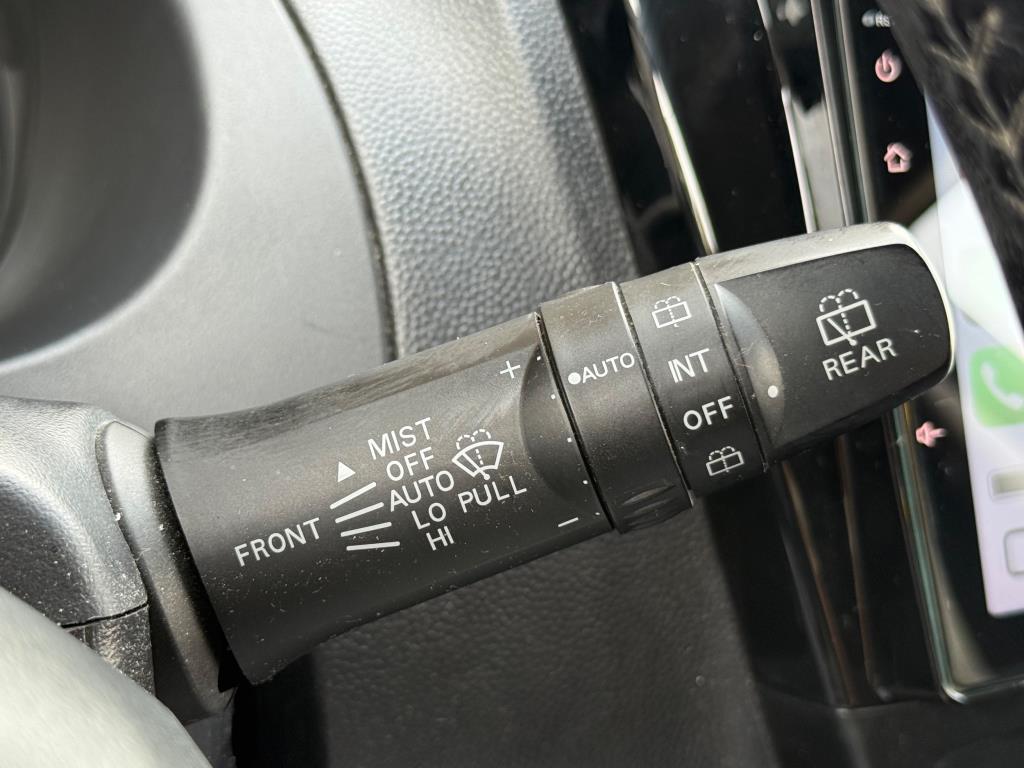 FRONT
MIST
OFF
AUTO
LO PULL
HI
+
−
AUTO
INT
OFF
REAR